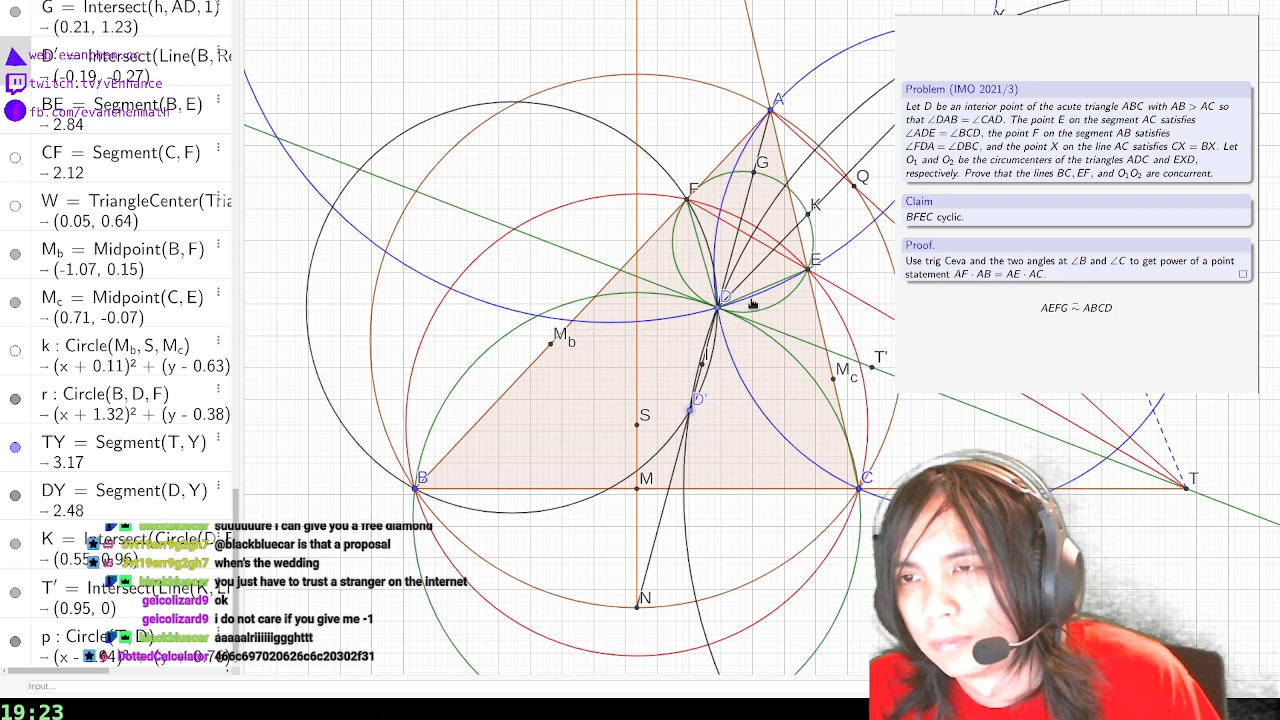 G = Intersect(h, AD, 1)
→ (0.21, 1.23)
D' = Intersect(Line(B, Re
→ (-0.19, -0.27)
web.evanchen.cc
twitch.tv/vEnhance
BE = Segment(B, E)
→ 2.84
fb.com/evanchenmath
CF = Segment(C, F)
→ 2.12
W = TriangleCenter(Tria
→ (0.05, 0.64)
M_b = Midpoint(B, F)
→ (-1.07, 0.15)
M_c = Midpoint(C, E)
→ (0.71, -0.07)
k : Circle(M_b, S, M_c)
→ (x + 0.11)² + (y - 0.63)
r : Circle(B, D, F)
→ (x + 1.32)² + (y - 0.38)
TY = Segment(T, Y)
→ 3.17
DY = Segment(D, Y)
→ 2.48
K = Intersect(Circle(D,
→ (0.55, 0.96)
T' = Intersect(Line(K,
→ (0.95, 0)
p : Circle(T, D)
Input...
19:23
blackbluecar suuuuuure i can give you a free diamond
3vt19err9g2gh7 @blackbluecar is that a proposal
3vt19err9g2gh7 when's the wedding
blackbluecar you just have to trust a stranger on the internet
geicolizard9 ok
geicolizard9 i do not care if you give me -1
blackbluecar aaaaalriiiiiiggghttt
DottedCalculator 466c697020626c6c20302f31
A
G
Q
F
K
E
D
M_b
I
T'
M_c
D'
S
B
M
C
T
N
Y
Problem (IMO 2021/3)
Let D be an interior point of the acute triangle ABC with AB > AC so
that ∠DAB = ∠CAD. The point E on the segment AC satisfies
∠ADE = ∠BCD, the point F on the segment AB satisfies
∠FDA = ∠DBC, and the point X on the line AC satisfies CX = BX. Let
O₁ and O₂ be the circumcenters of the triangles ADC and EXD,
respectively. Prove that the lines BC, EF, and O₁O₂ are concurrent.
Claim
BFEC cyclic.
Proof.
Use trig Ceva and the two angles at ∠B and ∠C to get power of a point
statement AF · AB = AE · AC. □
AEFG ∼ ABCD